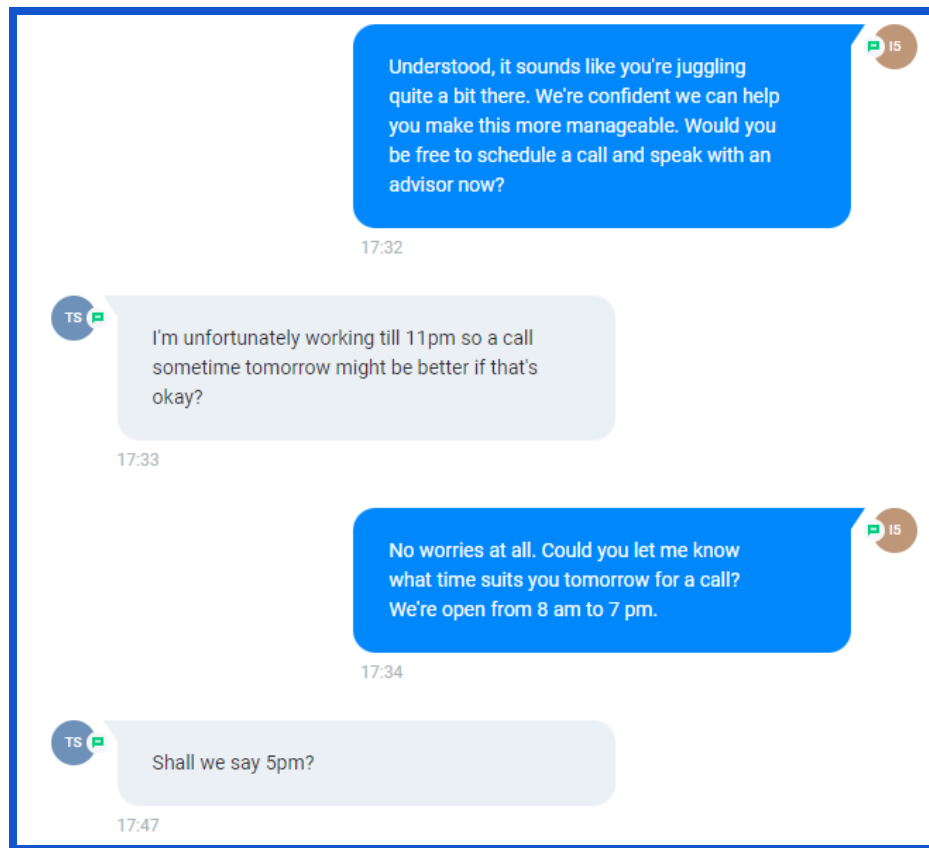 I5
Understood, it sounds like you're juggling
quite a bit there. We're confident we can help
you make this more manageable. Would you
be free to schedule a call and speak with an
advisor now?
17:32
TS
I'm unfortunately working till 11pm so a call
sometime tomorrow might be better if that's
okay?
17:33
I5
No worries at all. Could you let me know
what time suits you tomorrow for a call?
We're open from 8 am to 7 pm.
17:34
TS
Shall we say 5pm?
17:47